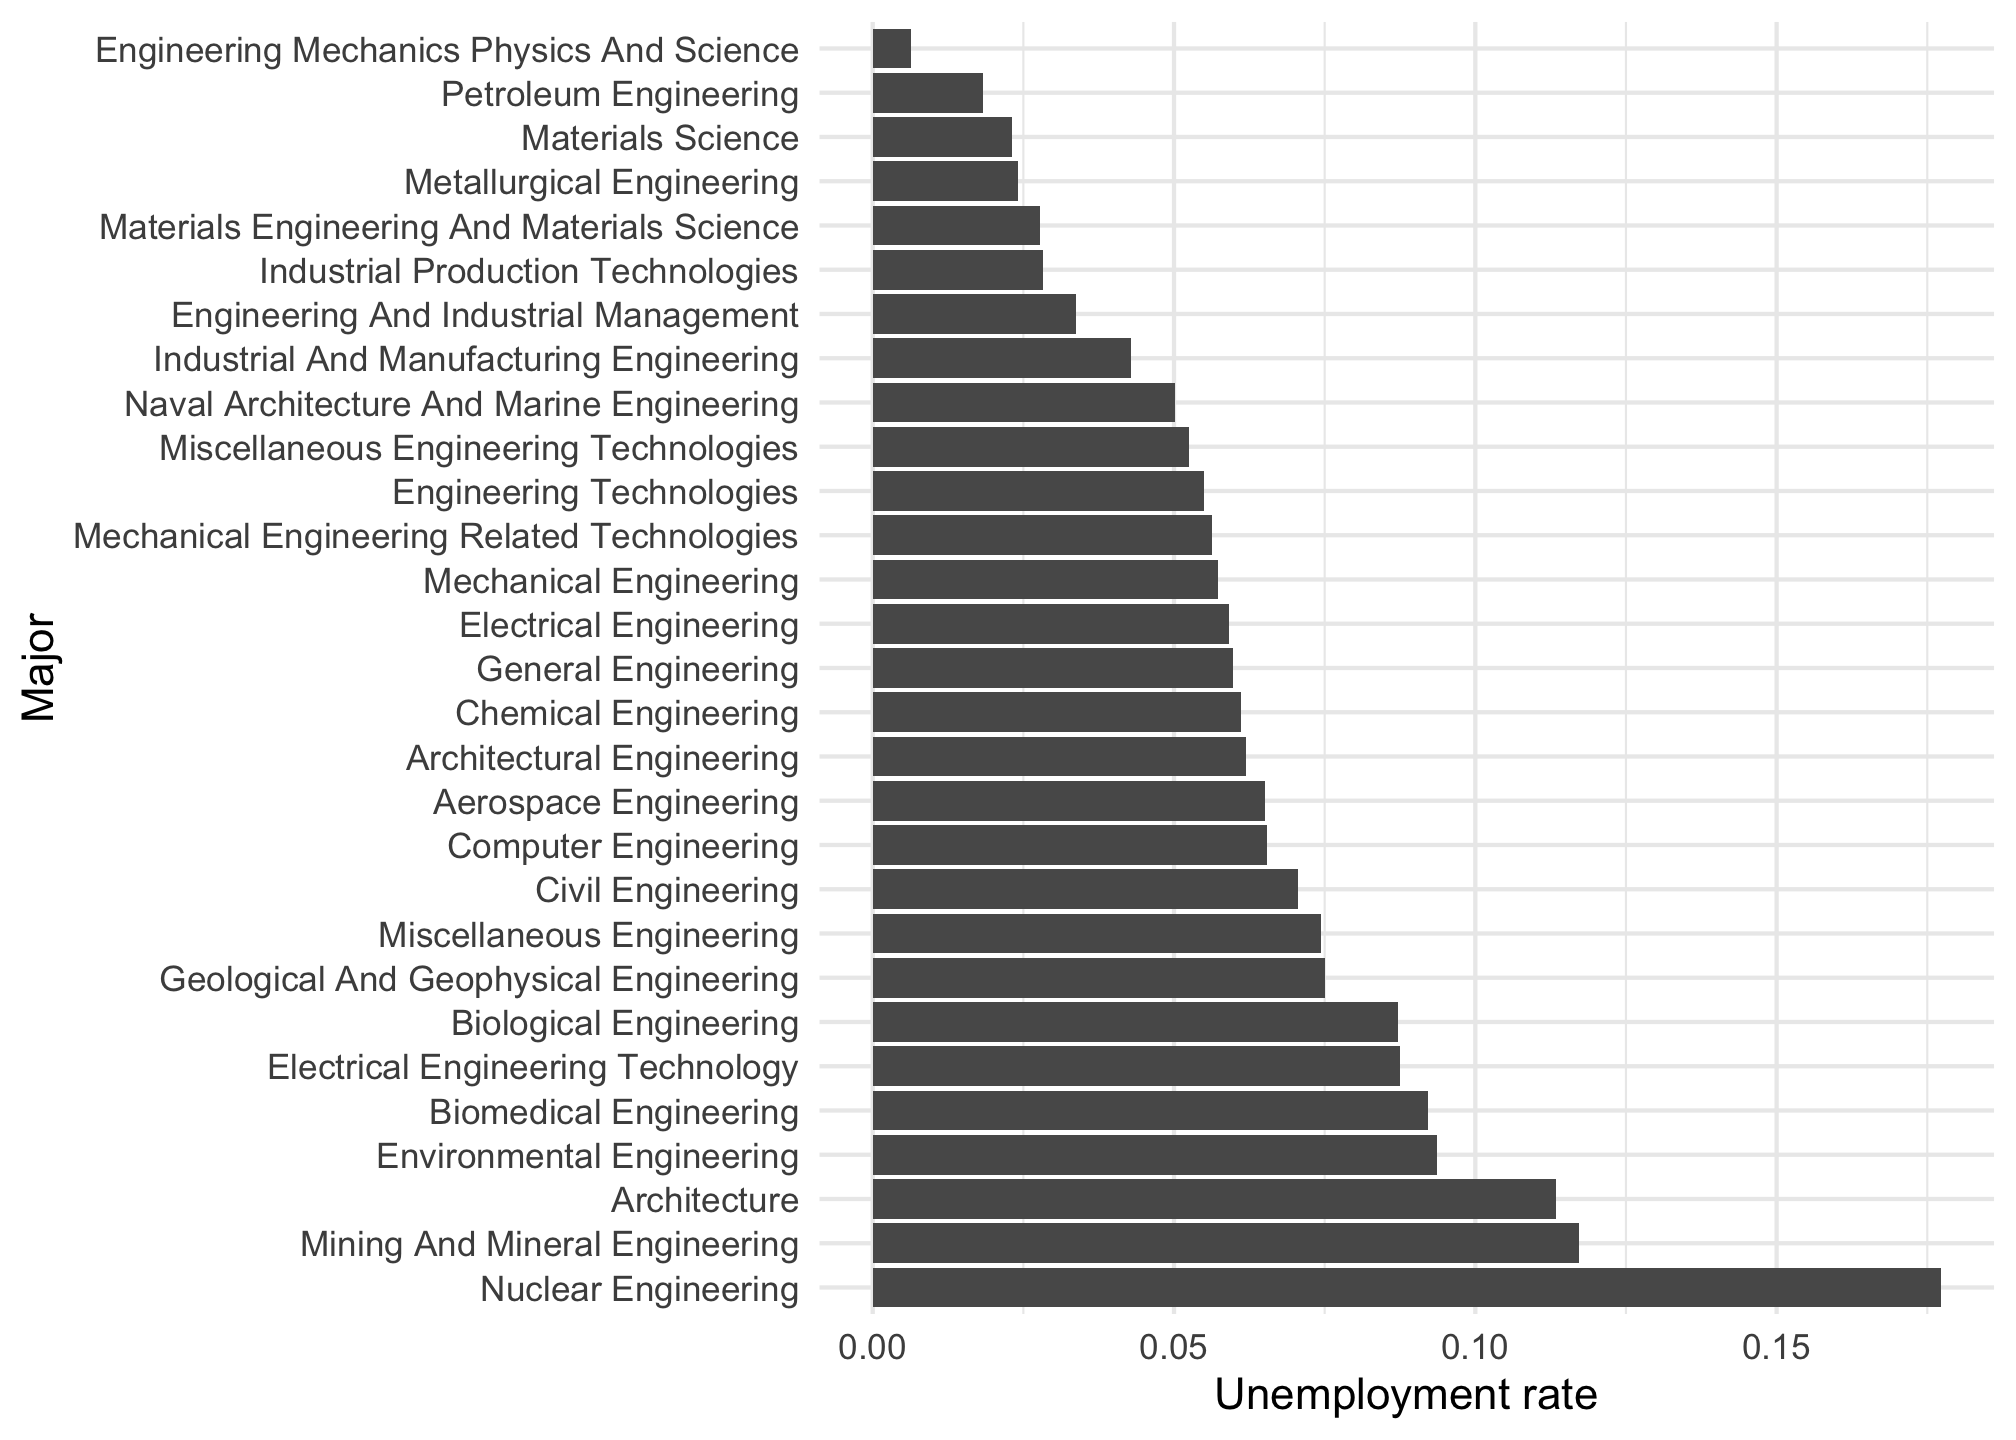 Engineering Mechanics Physics And Science
Petroleum Engineering
Materials Science
Metallurgical Engineering
Materials Engineering And Materials Science
Industrial Production Technologies
Engineering And Industrial Management
Industrial And Manufacturing Engineering
Naval Architecture And Marine Engineering
Miscellaneous Engineering Technologies
Engineering Technologies
Mechanical Engineering Related Technologies
Mechanical Engineering
Electrical Engineering
General Engineering
Chemical Engineering
Architectural Engineering
Aerospace Engineering
Computer Engineering
Civil Engineering
Miscellaneous Engineering
Geological And Geophysical Engineering
Biological Engineering
Electrical Engineering Technology
Biomedical Engineering
Environmental Engineering
Architecture
Mining And Mineral Engineering
Nuclear Engineering
Major
0.00 0.05 0.10 0.15
Unemployment rate